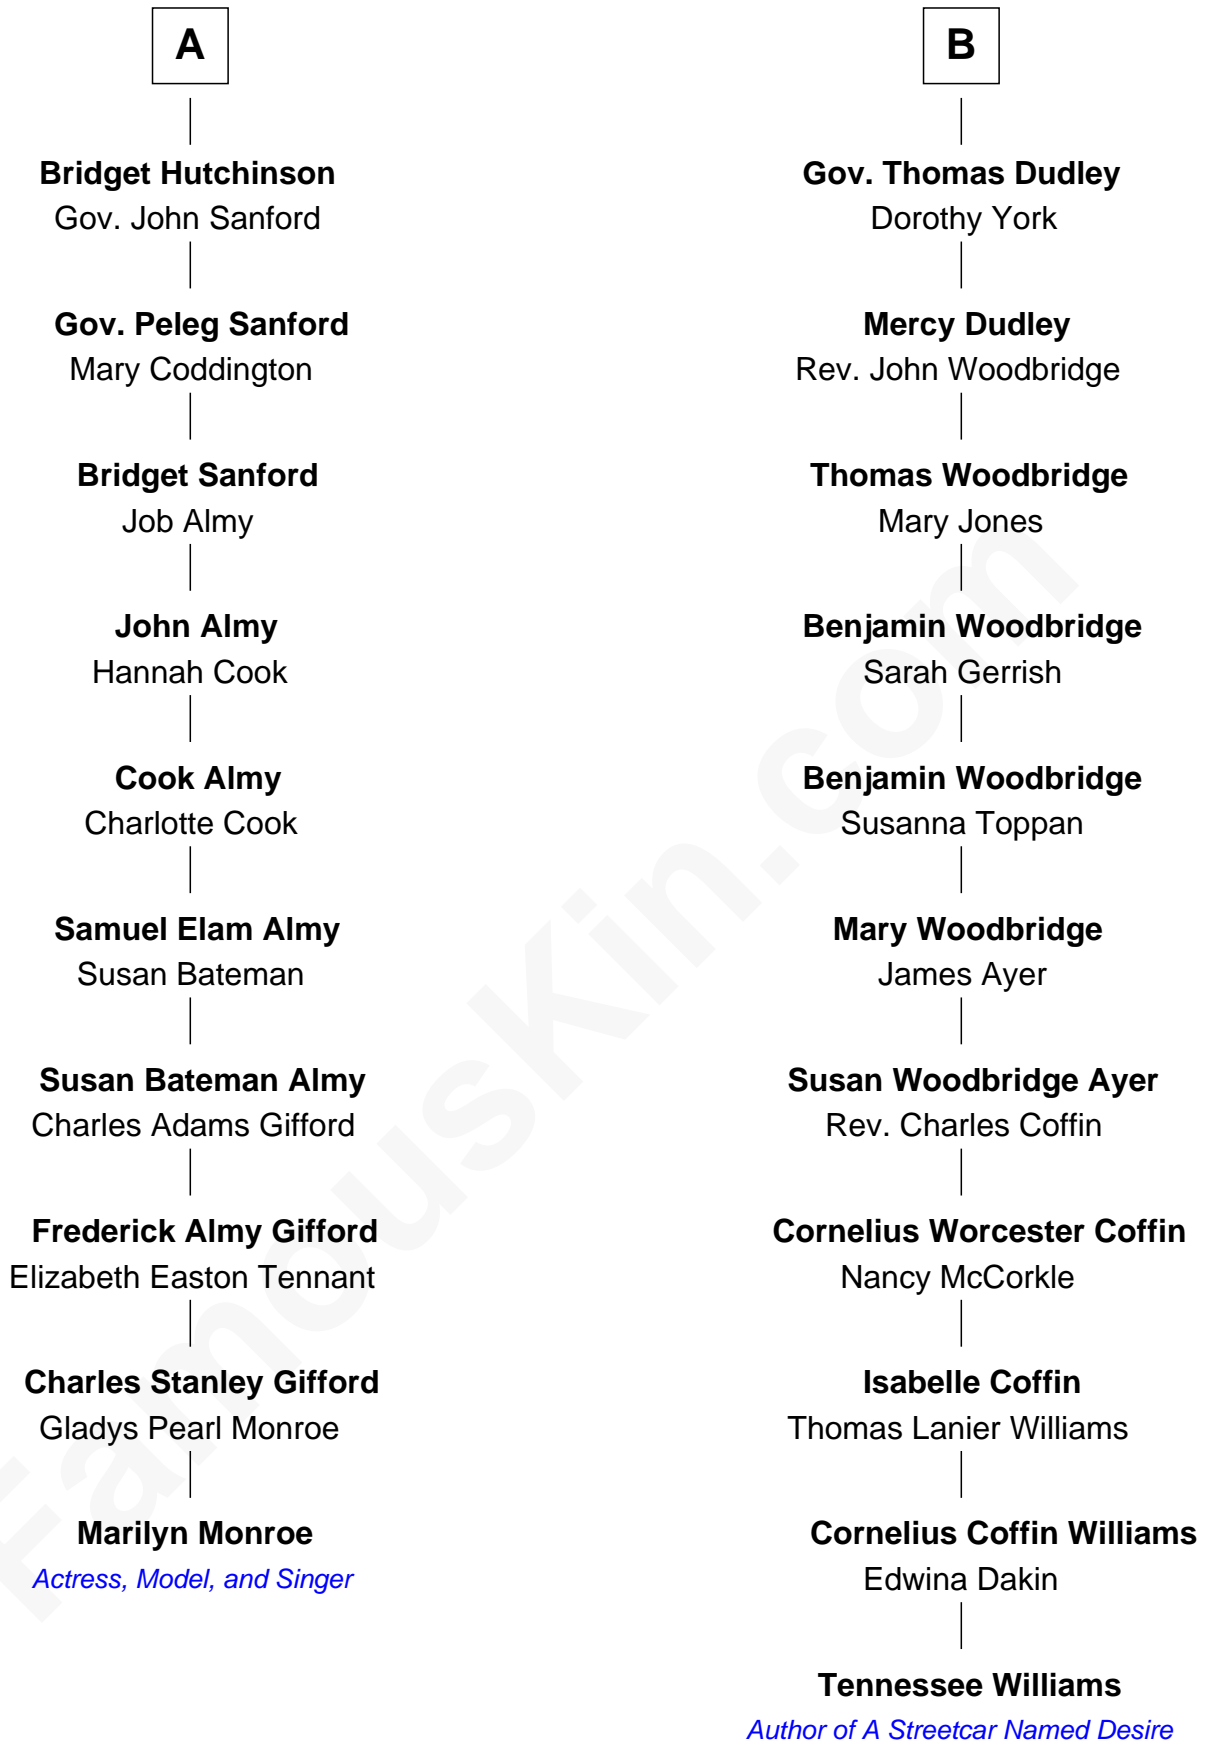 A
Bridget Hutchinson
Gov. John Sanford
Gov. Peleg Sanford
Mary Coddington
Bridget Sanford
Job Almy
John Almy
Hannah Cook
Cook Almy
Charlotte Cook
Samuel Elam Almy
Susan Bateman
Susan Bateman Almy
Charles Adams Gifford
Frederick Almy Gifford
Elizabeth Easton Tennant
Charles Stanley Gifford
Gladys Pearl Monroe
Marilyn Monroe
Actress, Model, and Singer
B
Gov. Thomas Dudley
Dorothy York
Mercy Dudley
Rev. John Woodbridge
Thomas Woodbridge
Mary Jones
Benjamin Woodbridge
Sarah Gerrish
Benjamin Woodbridge
Susanna Toppan
Mary Woodbridge
James Ayer
Susan Woodbridge Ayer
Rev. Charles Coffin
Cornelius Worcester Coffin
Nancy McCorkle
Isabelle Coffin
Thomas Lanier Williams
Cornelius Coffin Williams
Edwina Dakin
Tennessee Williams
Author of A Streetcar Named Desire
FamousKin.com